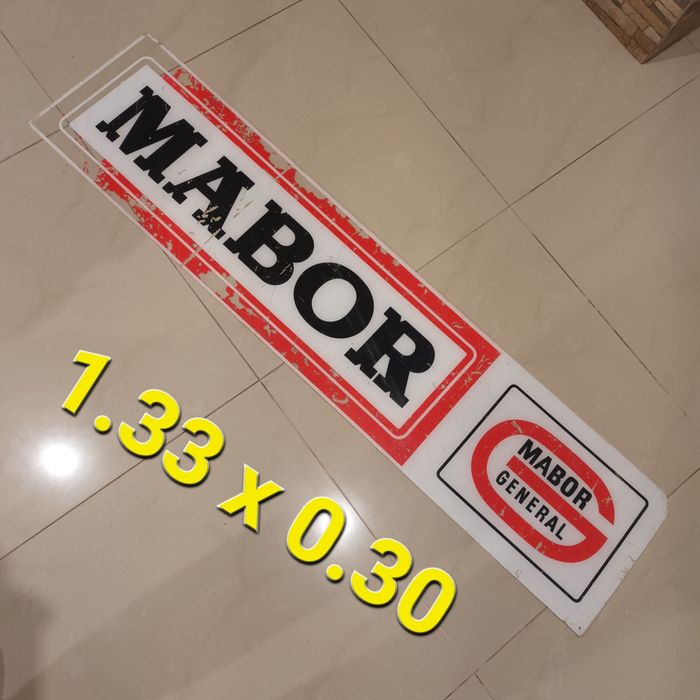 MABOR
MABOR
GENERAL
1.33 x 0.30